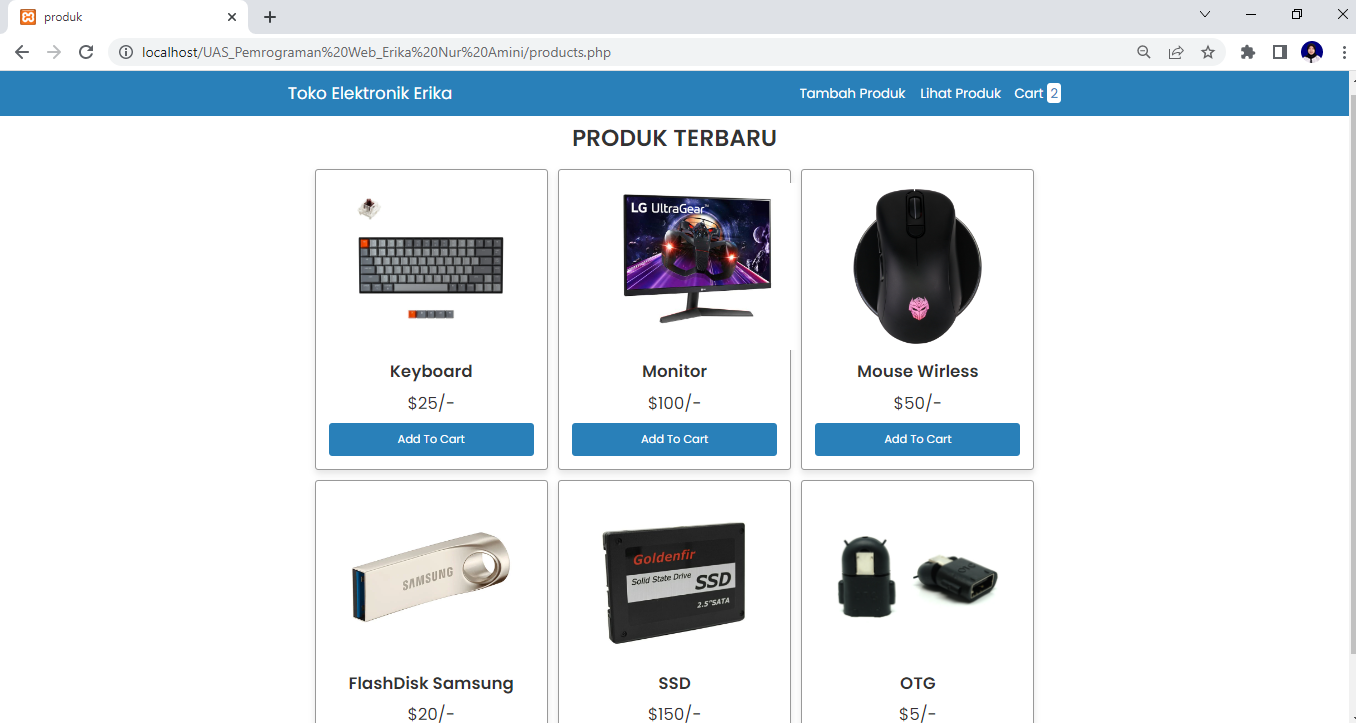 produk
localhost/UAS_Pemrograman%20Web_Erika%20Nur%20Amini/products.php
Toko Elektronik Erika Tambah Produk Lihat Produk Cart 2
PRODUK TERBARU
LG UltraGear
Keyboard Monitor Mouse Wirless
$25/- $100/- $50/-
Add To Cart Add To Cart Add To Cart
SAMSUNG
Goldenfir
Solid State Drive SSD
2.5"SATA
OTG
FlashDisk Samsung SSD OTG
$20/- $150/- $5/-